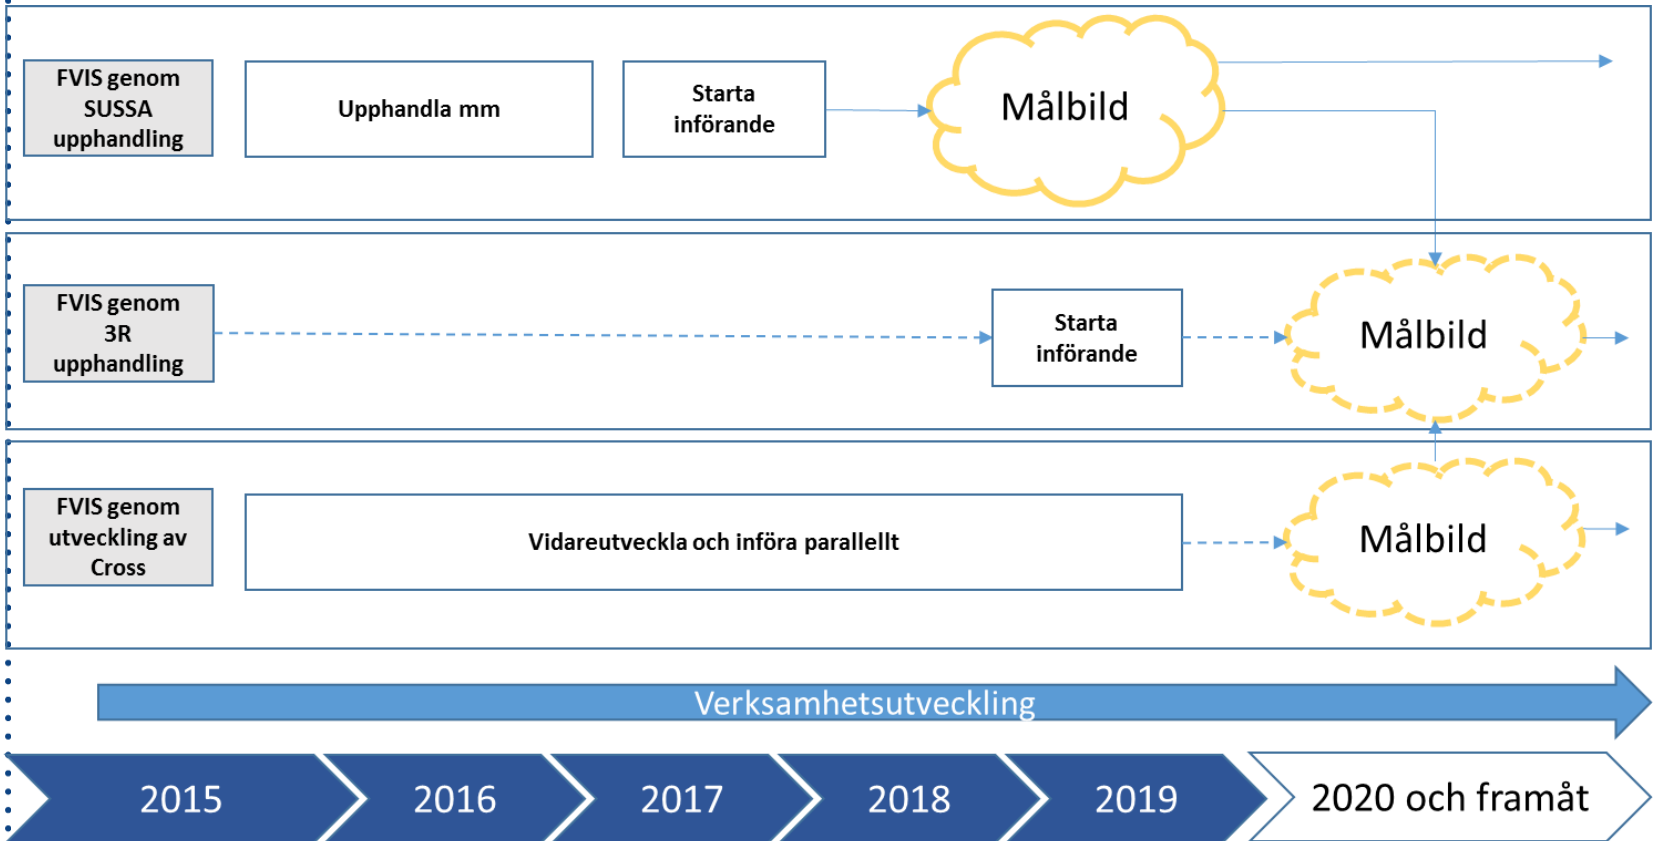 FVIS genom
SUSSA
upphandling
Upphandla mm
Starta
införande
Målbild
FVIS genom
3R
upphandling
Starta
införande
Målbild
FVIS genom
utveckling av
Cross
Vidareutveckla och införa parallellt
Målbild
Verksamhetsutveckling
2015
2016
2017
2018
2019
2020 och framåt